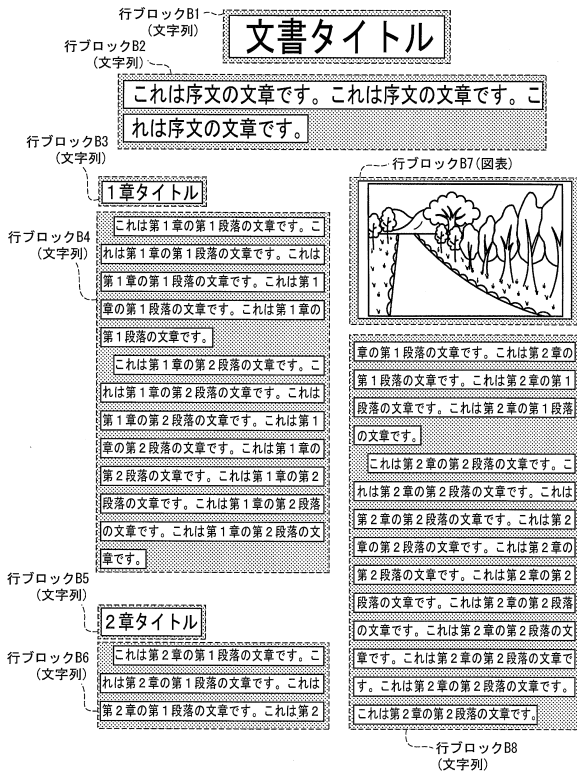 行ブロックB1
(文字列)
文書タイトル
行ブロックB2
(文字列)
これは序文の文章です。これは序文の文章です。こ
れは序文の文章です。
行ブロックB3
(文字列)
1章タイトル
行ブロックB4
(文字列)
これは第1章の第1段落の文章です。こ
れは第1章の第1段落の文章です。これは
第1章の第1段落の文章です。これは第1
章の第1段落の文章です。これは第1章の
第1段落の文章です。
これは第1章の第2段落の文章です。こ
れは第1章の第2段落の文章です。これは
第1章の第2段落の文章です。これは第1
章の第2段落の文章です。これは第1章の
第2段落の文章です。これは第1章の第2
段落の文章です。これは第1章の第2段落
の文章です。これは第1章の第2段落の文
章です。
行ブロックB5
(文字列)
2章タイトル
行ブロックB6
(文字列)
これは第2章の第1段落の文章です。こ
れは第2章の第1段落の文章です。これは
第2章の第1段落の文章です。これは第2
行ブロックB7(図表)
章の第1段落の文章です。これは第2章の
第1段落の文章です。これは第2章の第1
段落の文章です。これは第2章の第1段落
の文章です。
これは第2章の第2段落の文章です。こ
れは第2章の第2段落の文章です。これは
第2章の第2段落の文章です。これは第2
章の第2段落の文章です。これは第2章の
第2段落の文章です。これは第2章の第2
段落の文章です。これは第2章の第2段落
の文章です。これは第2章の第2段落の文
章です。これは第2章の第2段落の文章で
す。これは第2章の第2段落の文章です。
これは第2章の第2段落の文章です。
行ブロックB8
(文字列)